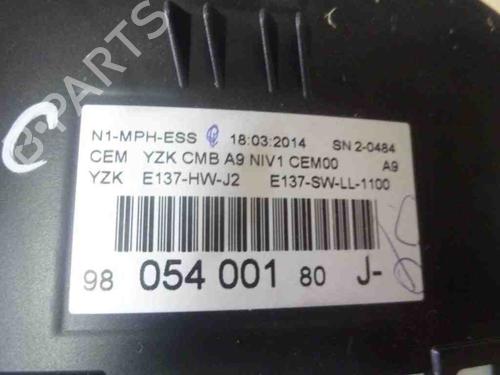 B-PARTS
N1-MPH-ESS 18:03:2014 SN 2-0484
CEM YZK CMB A9 NIV1 CEM00 A9
YZK E137-HW-J2 E137-SW-LL-1100
98 054 001 80 J-